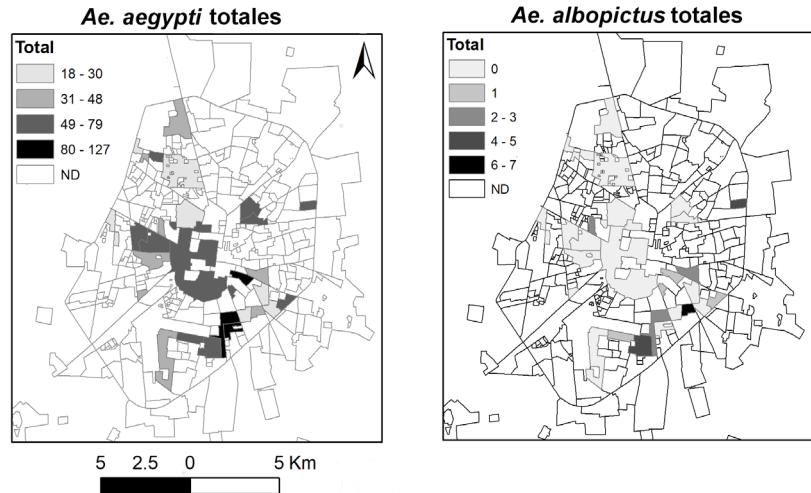 Ae. aegypti totales
Total
18 - 30
31 - 48
49 - 79
80 - 127
ND
5 2.5 0 5 Km
Ae. albopictus totales
Total
0
1
2 - 3
4 - 5
6 - 7
ND